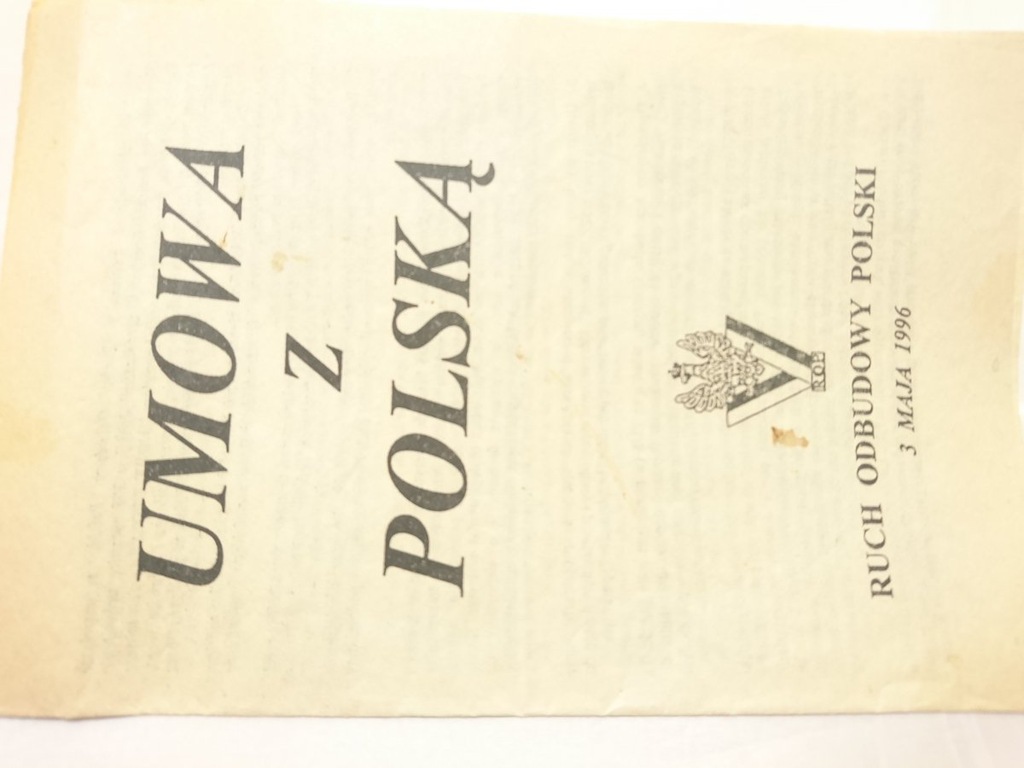 UMOWA
Z
POLSKĄ
ROP
RUCH ODBUDOWY POLSKI
3 MAJA 1996